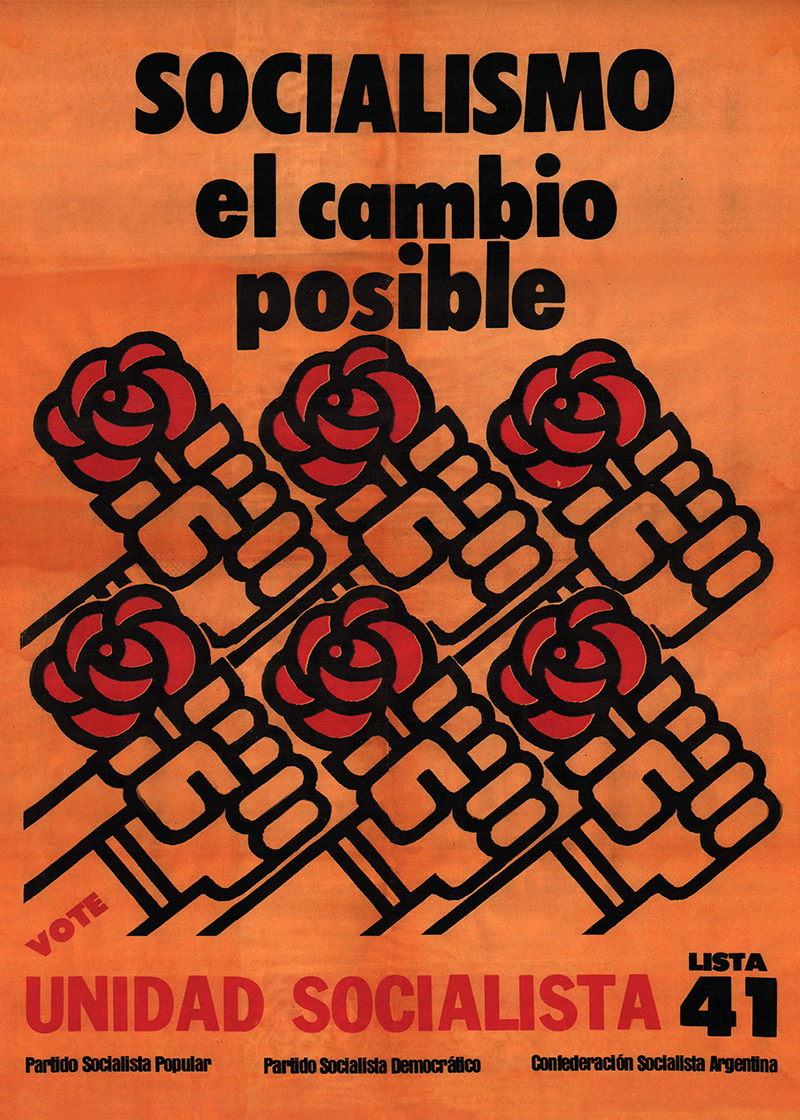 SOCIALISMO
el cambio
posible
VOTE
UNIDAD SOCIALISTA
LISTA
41
Partido Socialista Popular
Partido Socialista Democrático
Confederación Socialista Argentina